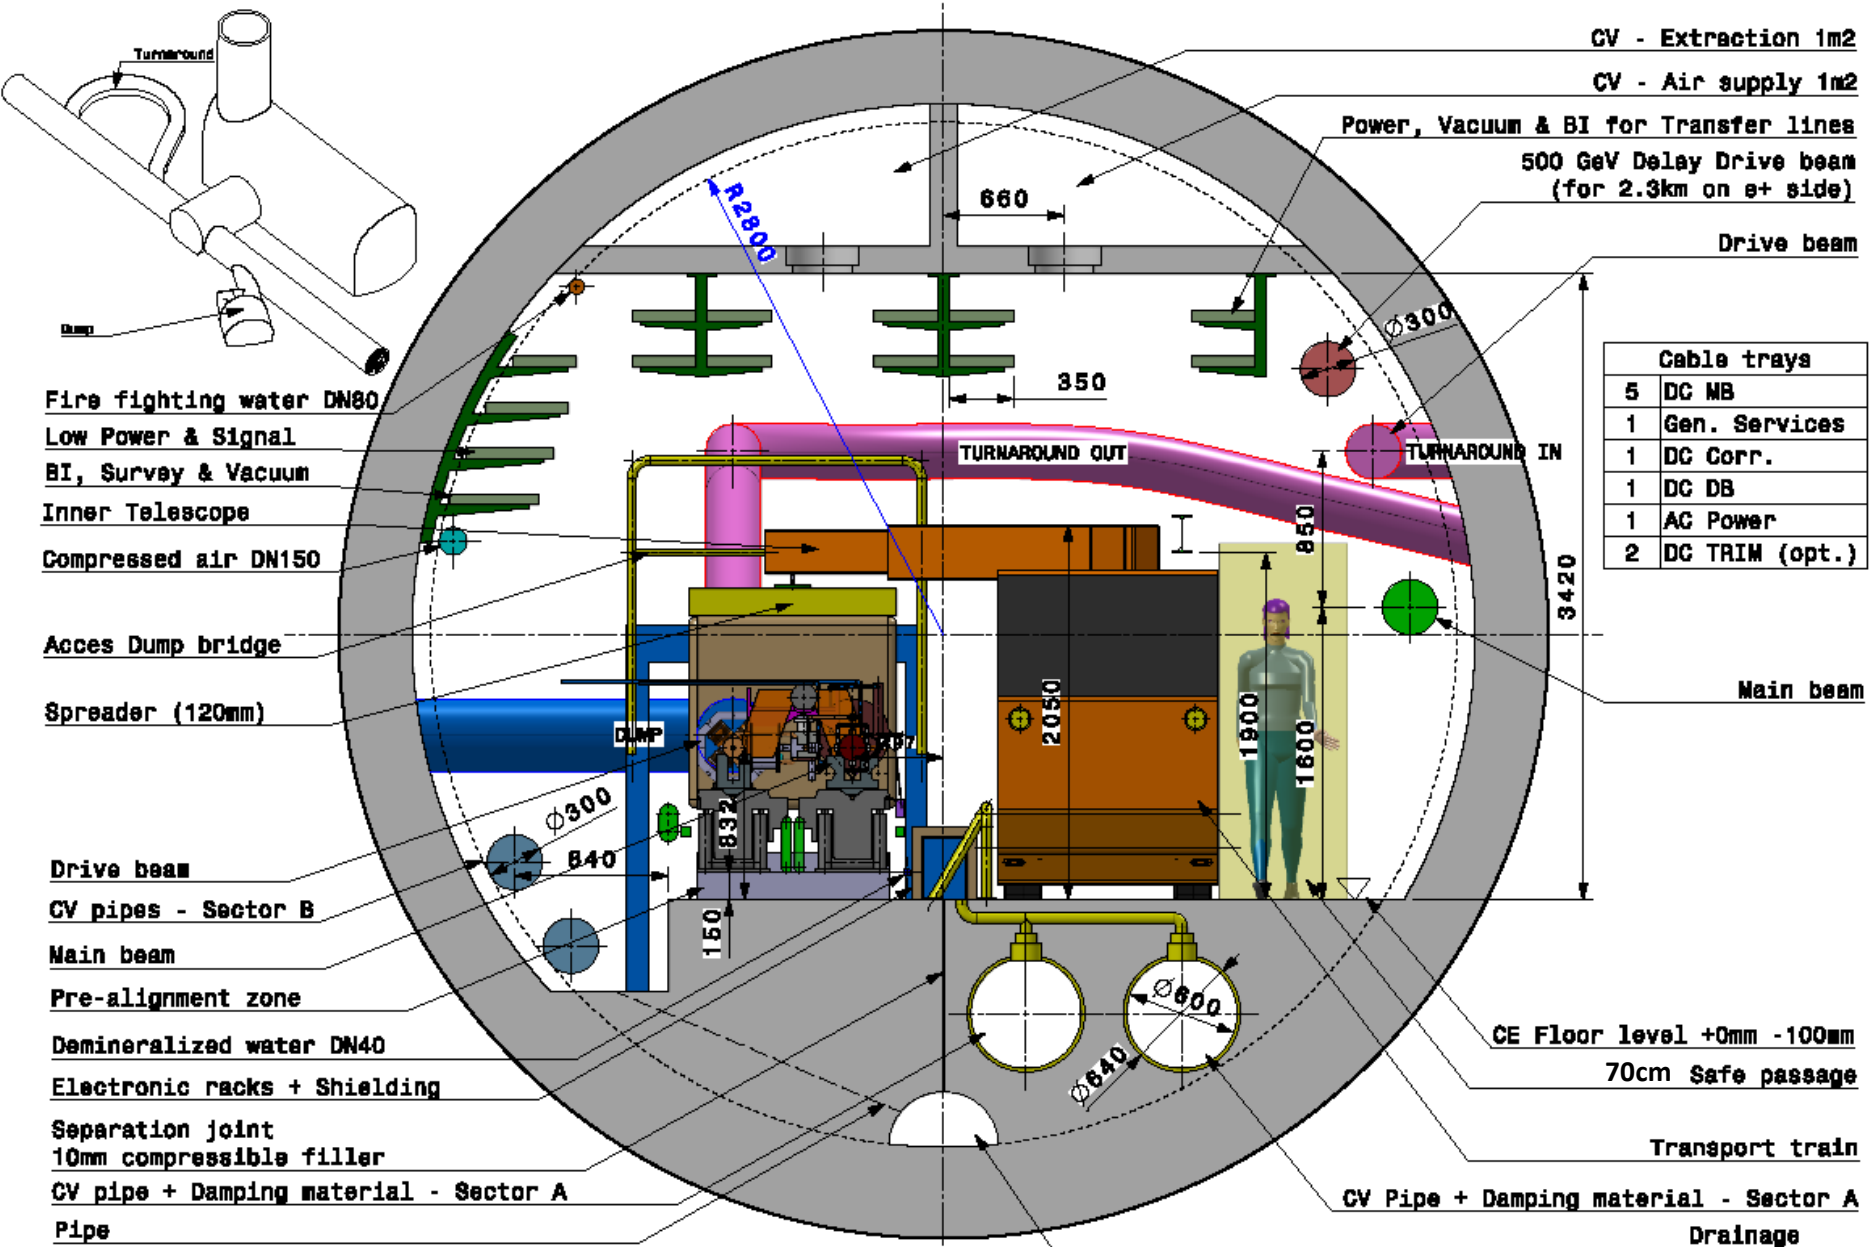 Turnaround
Dump
CV - Extraction 1m2
CV - Air supply 1m2
Power, Vacuum & BI for Transfer lines
500 GeV Delay Drive beam
(for 2.3km on e+ side)
Drive beam
660
R2800
Ø300
350
Cable trays
5 DC MB
1 Gen. Services
1 DC Corr.
1 DC DB
1 AC Power
2 DC TRIM (opt.)
Fire fighting water DN80
Low Power & Signal
BI, Survey & Vacuum
Inner Telescope
Compressed air DN150
Acces Dump bridge
Spreader (120mm)
TURNAROUND OUT
TURNAROUND IN
850
3420
2050
1900
1600
Main beam
DUMP
832
Ø300
640
150
Drive beam
CV pipes - Sector B
Main beam
Pre-alignment zone
Demineralized water DN40
Electronic racks + Shielding
Separation joint
10mm compressible filler
CV pipe + Damping material - Sector A
Pipe
Ø600
Ø640
CE Floor level +0mm -100mm
70cm Safe passage
Transport train
CV Pipe + Damping material - Sector A
Drainage